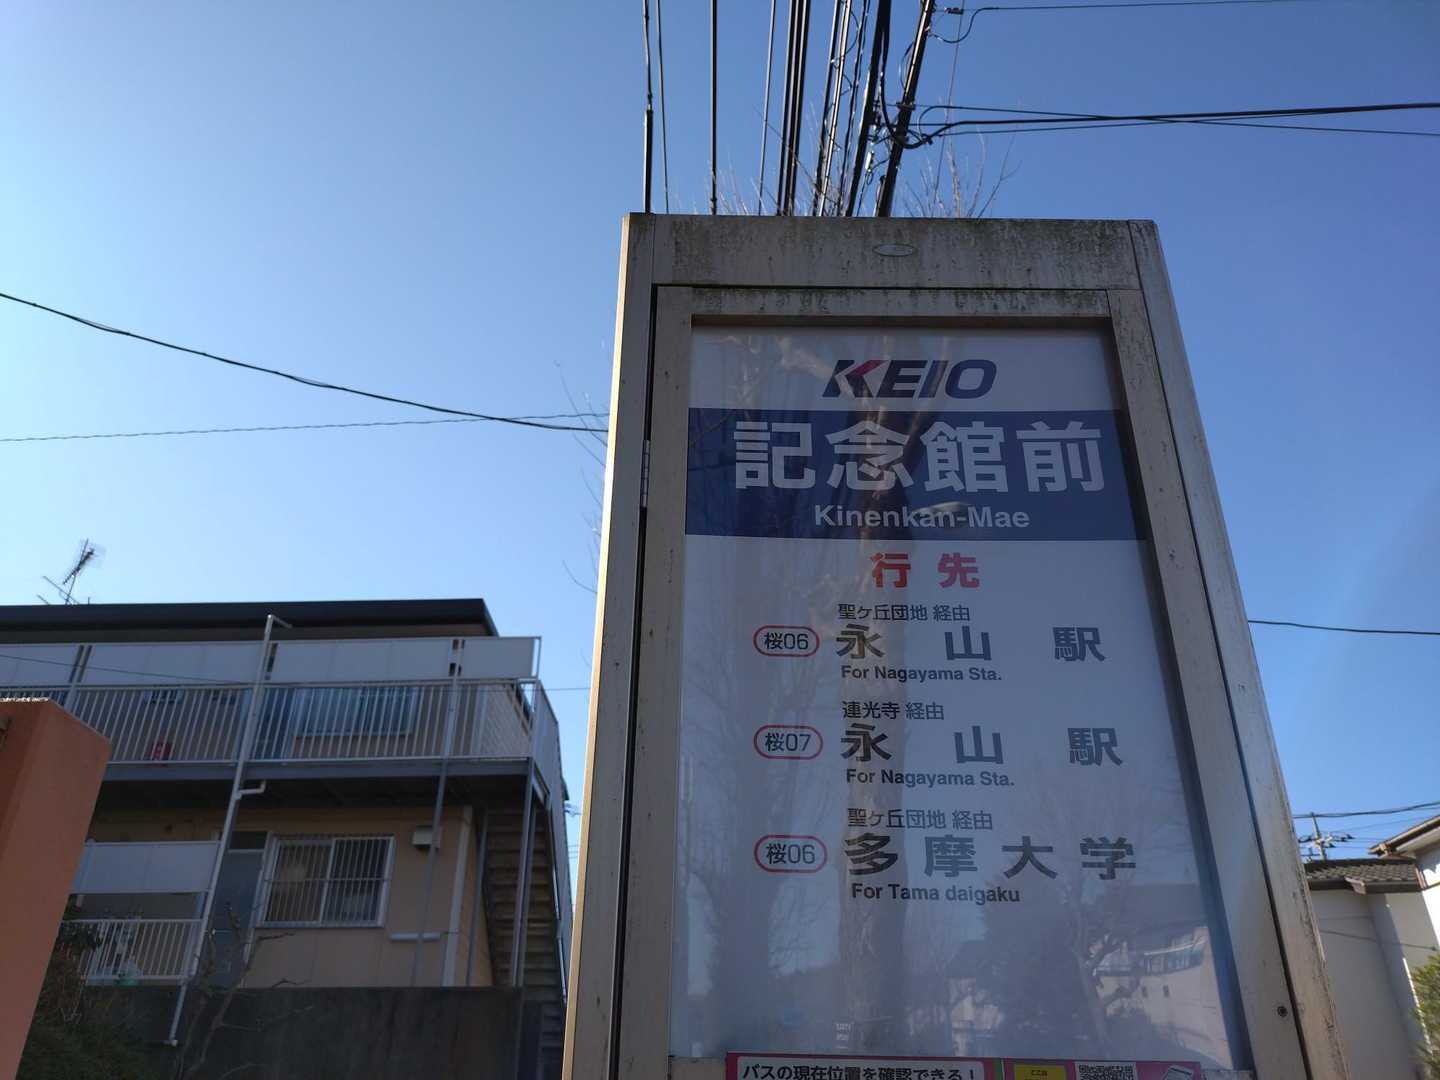 KEIO
記念館前
Kinenkan-Mae
行先
聖ヶ丘団地 経由
桜06 永山駅
For Nagayama Sta.
連光寺 経由
桜07 永山駅
For Nagayama Sta.
聖ヶ丘団地 経由
桜06 多摩大学
For Tama daigaku
バスの現在位置を確認できる！